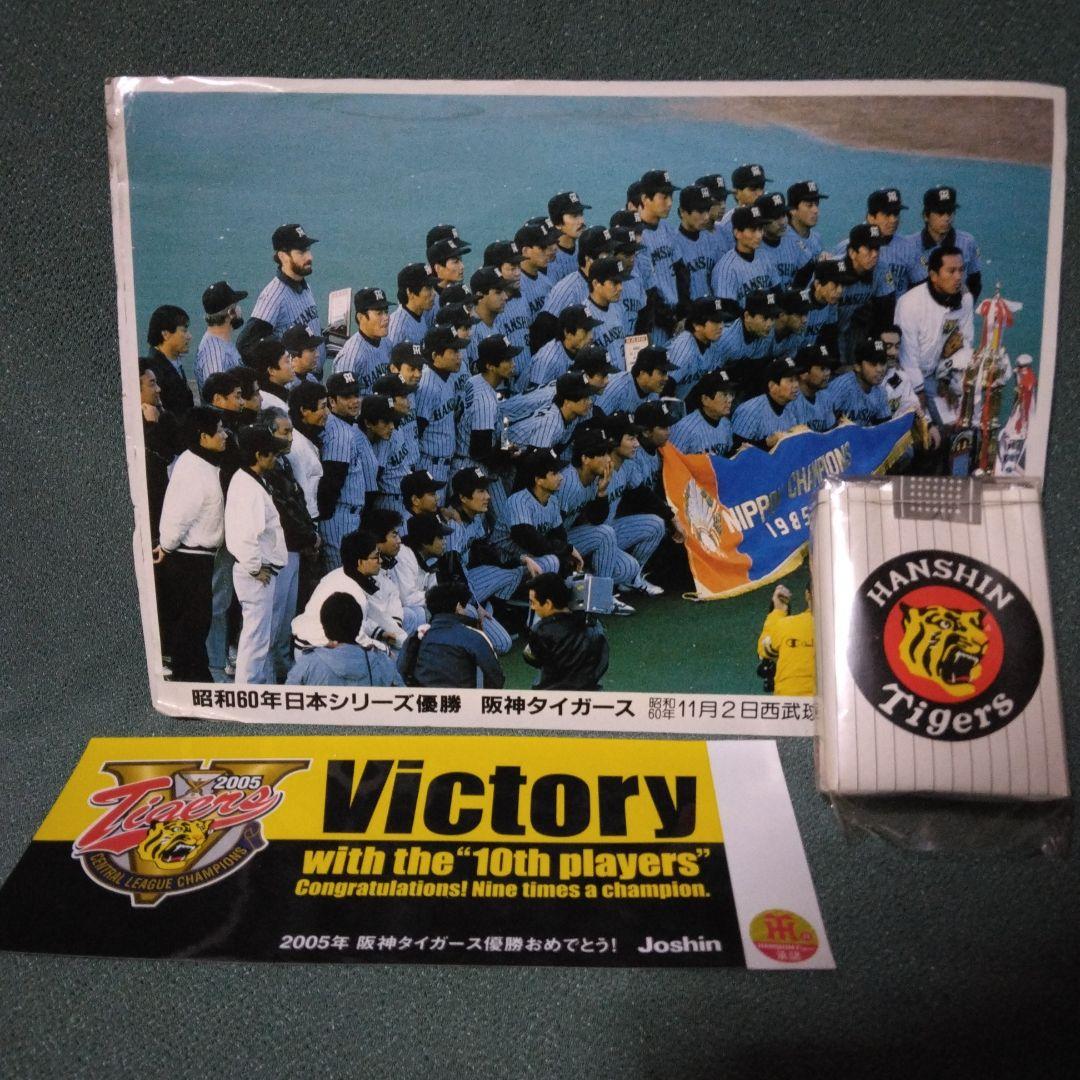 NIPPON CHAMPIONS
1985
昭和60年日本シリーズ優勝 阪神タイガース 昭和60年11月2日西武球
HANSHIN
Tigers
2005
Tigers
CENTRAL LEAGUE CHAMPIONS
Victory
with the "10th players"
Congratulations! Nine times a champion.
2005年 阪神タイガース優勝おめでとう! Joshin